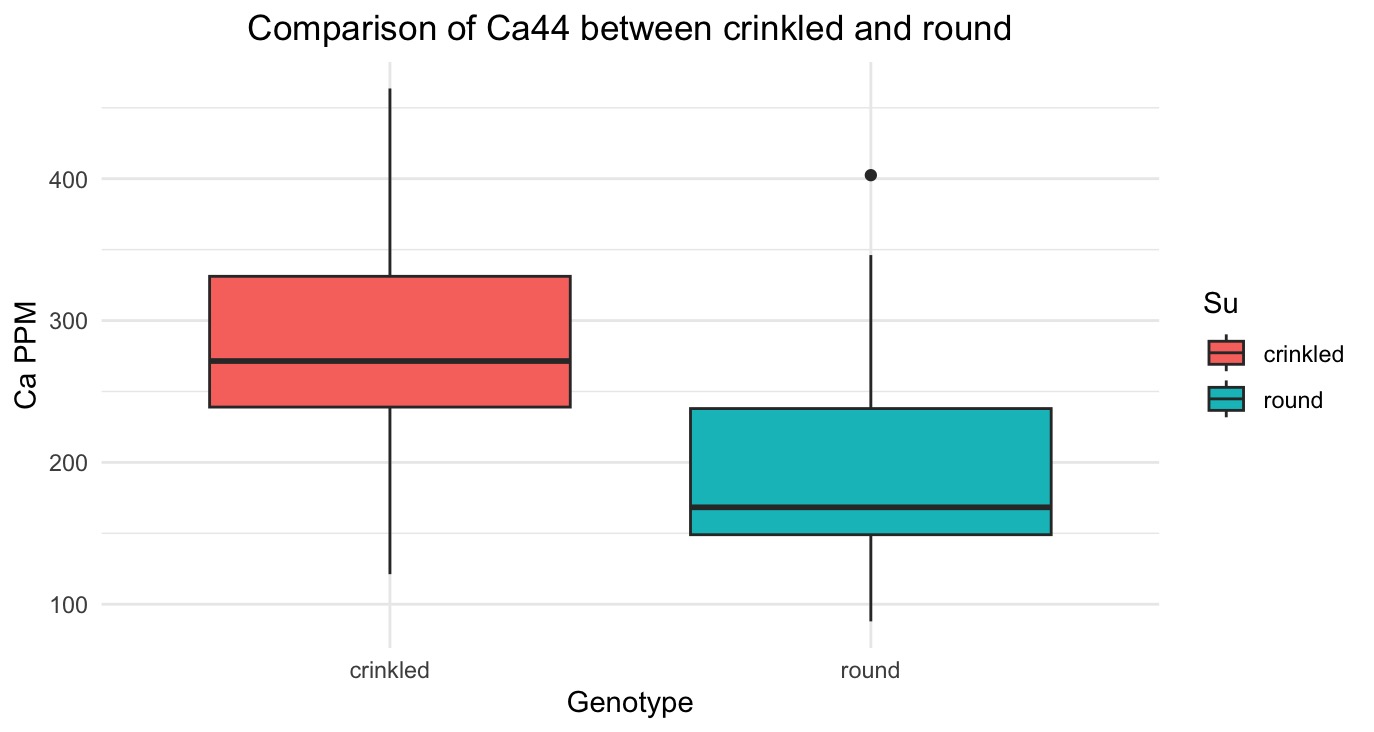 Comparison of Ca44 between crinkled and round
Ca PPM
400
300
200
100
crinkled
round
Genotype
Su
crinkled
round